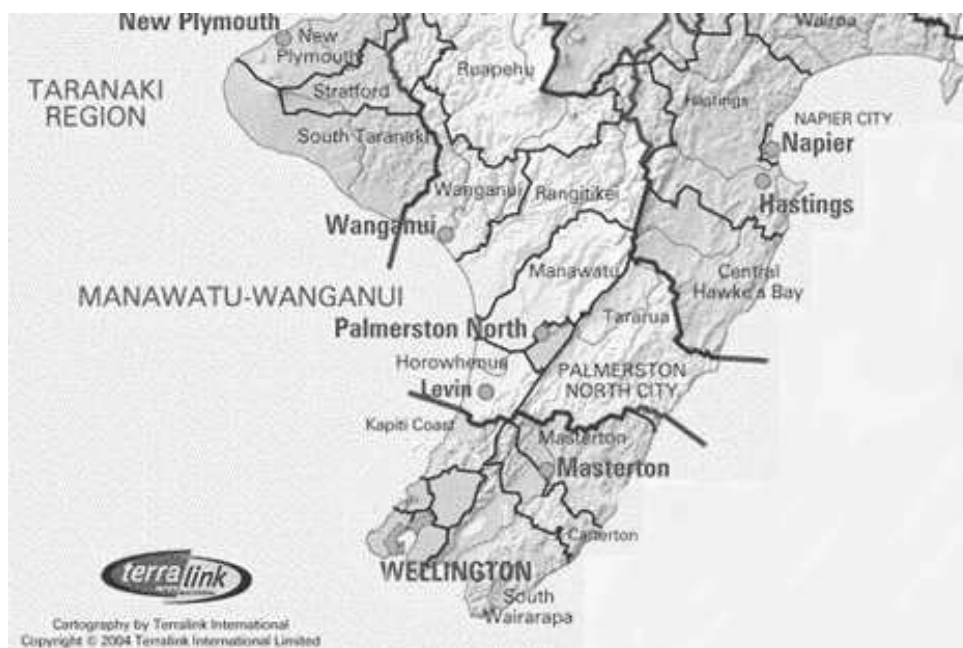 New Plymouth
New
Plymouth
Wairoa
Ruapehu
TARANAKI
REGION
Stratford
Hastings
NAPIER CITY
Napier
South Taranaki
Wanganui
Rangitikei
Hastings
Wanganui
Manawatu
Central
Hawke's Bay
MANAWATU-WANGANUI
Tararua
Palmerston North
Horowhenua
PALMERSTON
NORTH CITY
Levin
Kapiti Coast
Masterton
Masterton
Carterton
WELLINGTON
South
Wairarapa
terralink
INTERNATIONAL
Cartography by Terralink International
Copyright © 2004 Terralink International Limited